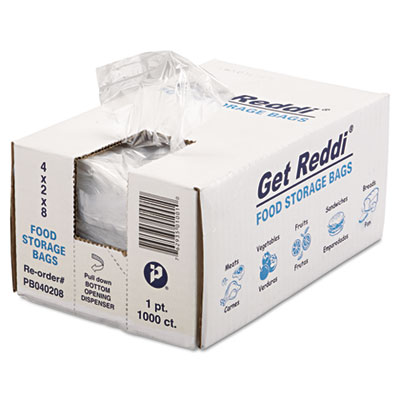 Reddi®
STORAGE BAGS
Get Reddi®
FOOD STORAGE BAGS
Meats
Carnes
Vegetables
Verduras
Fruits
Frutas
Sandwiches
Emparedados
Breads
Pan
4 x 2 x 8
FOOD
STORAGE
BAGS
Re-order#
PB040208
Pull down
BOTTOM
OPENING
DISPENSER
1 pt.
1000 ct.